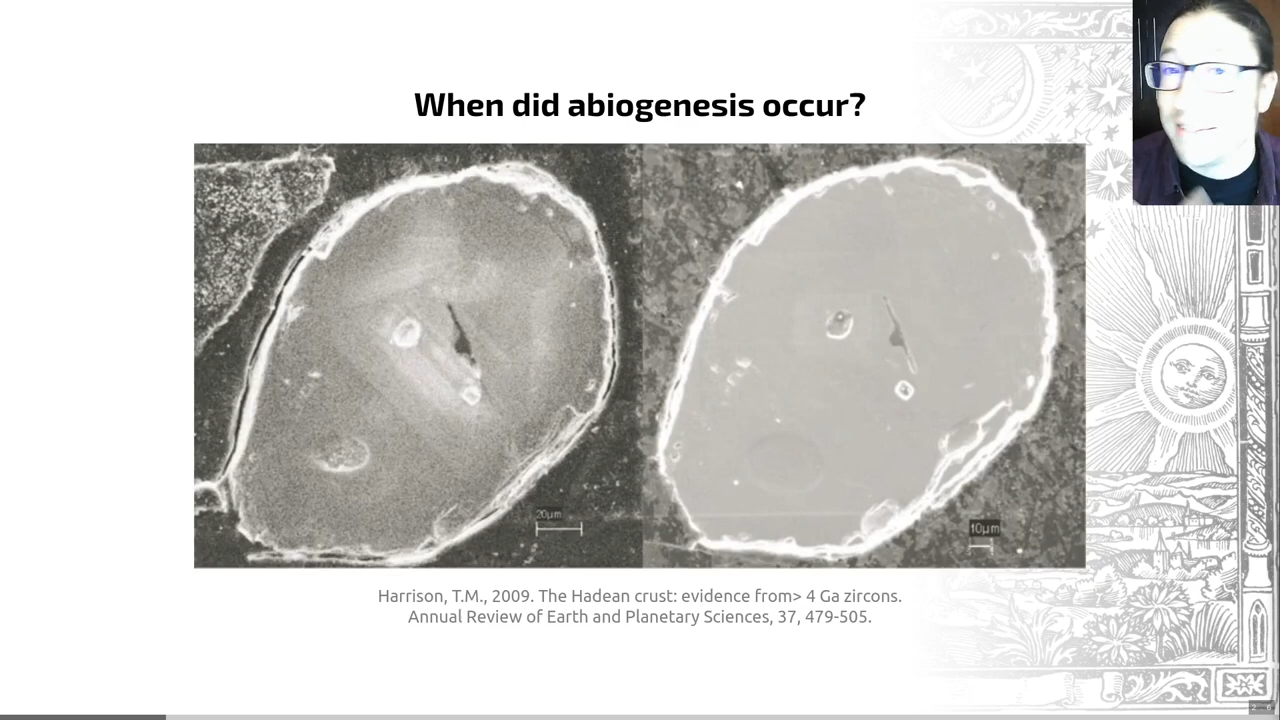 When did abiogenesis occur?
20µm
10µm
Harrison, T.M., 2009. The Hadean crust: evidence from> 4 Ga zircons.
Annual Review of Earth and Planetary Sciences, 37, 479-505.